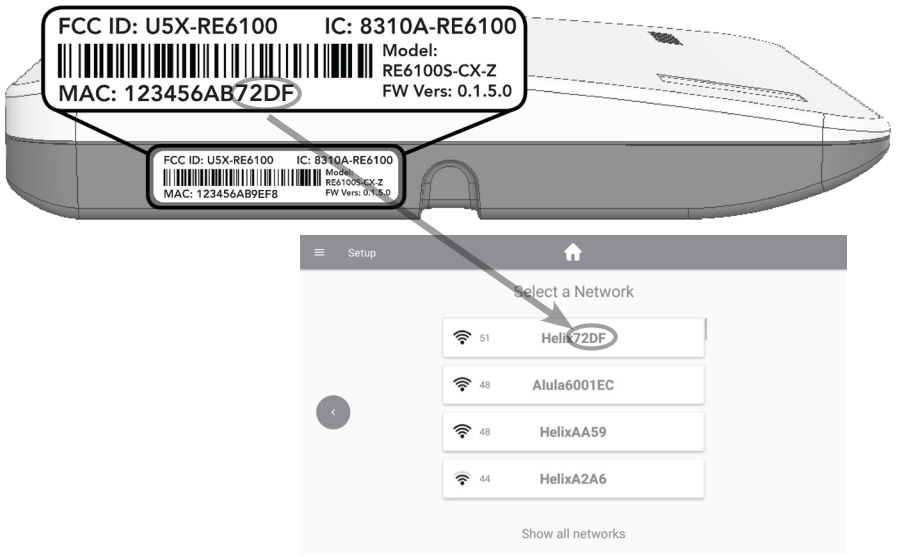 FCC ID: U5X-RE6100 IC: 8310A-RE6100
Model:
RE6100S-CX-Z
MAC: 123456AB72DF FW Vers: 0.1.5.0
FCC ID: U5X-RE6100 IC: 8310A-RE6100
Model:
RE6100S-CX-Z
MAC: 123456AB9EF8 FW Vers: 0.1.5.0
Setup
Select a Network
51 Helix72DF
48 Alula6001EC
48 HelixAA59
44 HelixA2A6
Show all networks